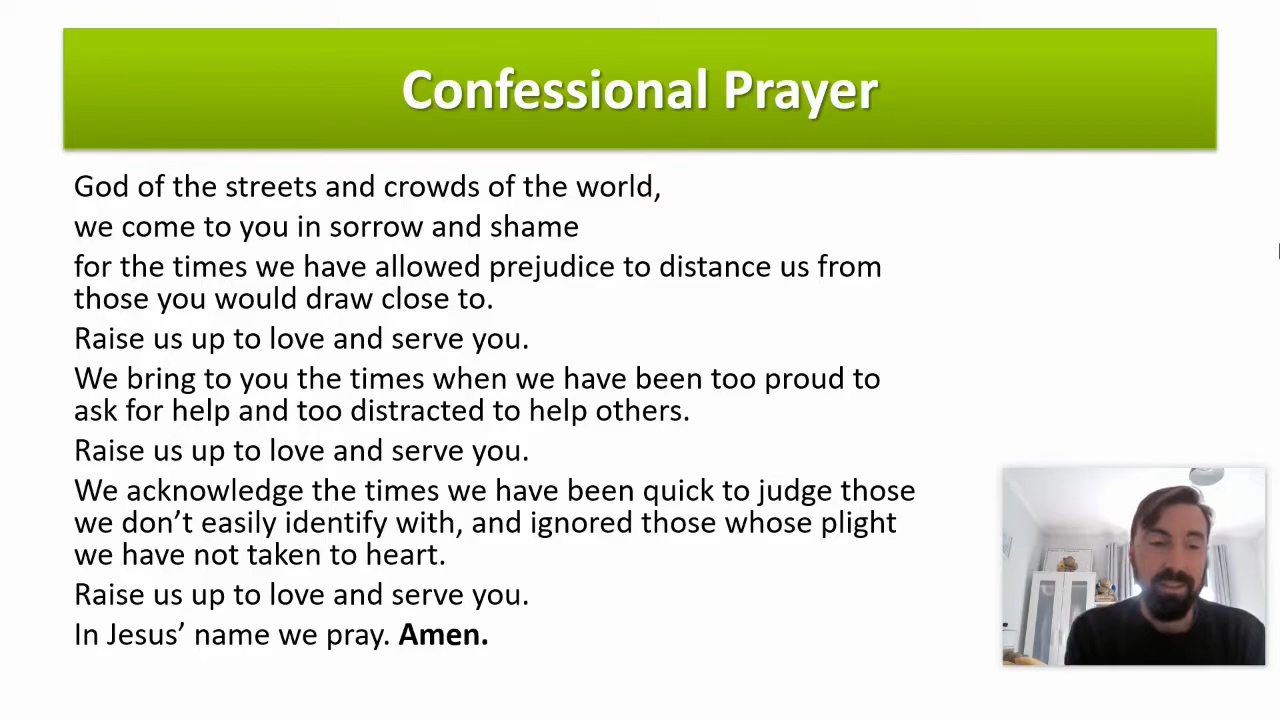 Confessional Prayer
God of the streets and crowds of the world,
we come to you in sorrow and shame
for the times we have allowed prejudice to distance us from
those you would draw close to.
Raise us up to love and serve you.
We bring to you the times when we have been too proud to
ask for help and too distracted to help others.
Raise us up to love and serve you.
We acknowledge the times we have been quick to judge those
we don’t easily identify with, and ignored those whose plight
we have not taken to heart.
Raise us up to love and serve you.
In Jesus’ name we pray. Amen.